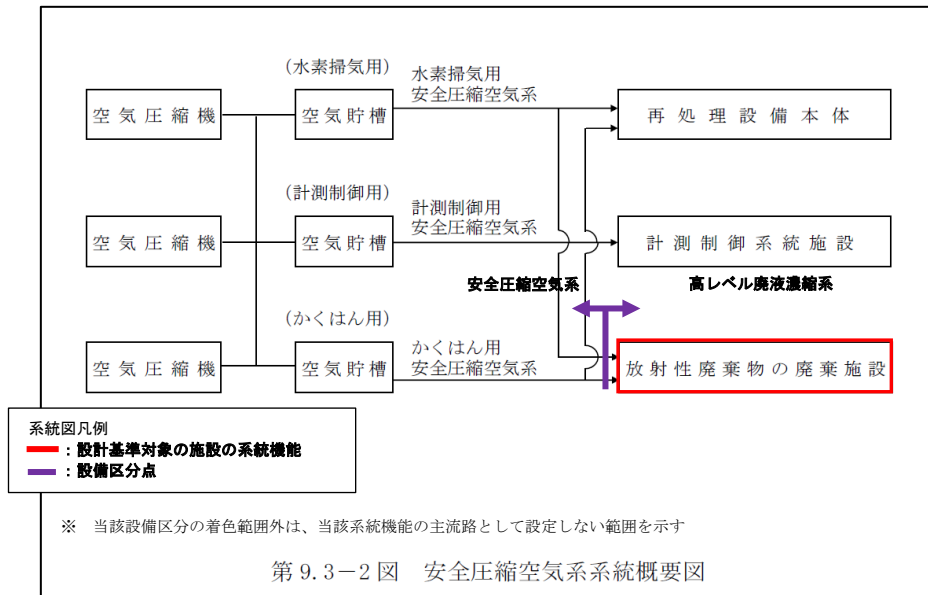 (水素掃気用)
水素掃気用
安全圧縮空気系
空気圧縮機
空気貯槽
再処理設備本体
(計測制御用)
計測制御用
安全圧縮空気系
空気圧縮機
空気貯槽
計測制御系統施設
安全圧縮空気系
高レベル廃液濃縮系
(かくはん用)
かくはん用
安全圧縮空気系
空気圧縮機
空気貯槽
放射性廃棄物の廃棄施設
系統図凡例
:設計基準対象の施設の系統機能
:設備区分点
※ 当該設備区分の着色範囲外は、当該系統機能の主流路として設定しない範囲を示す
第9.3-2図 安全圧縮空気系系統概要図